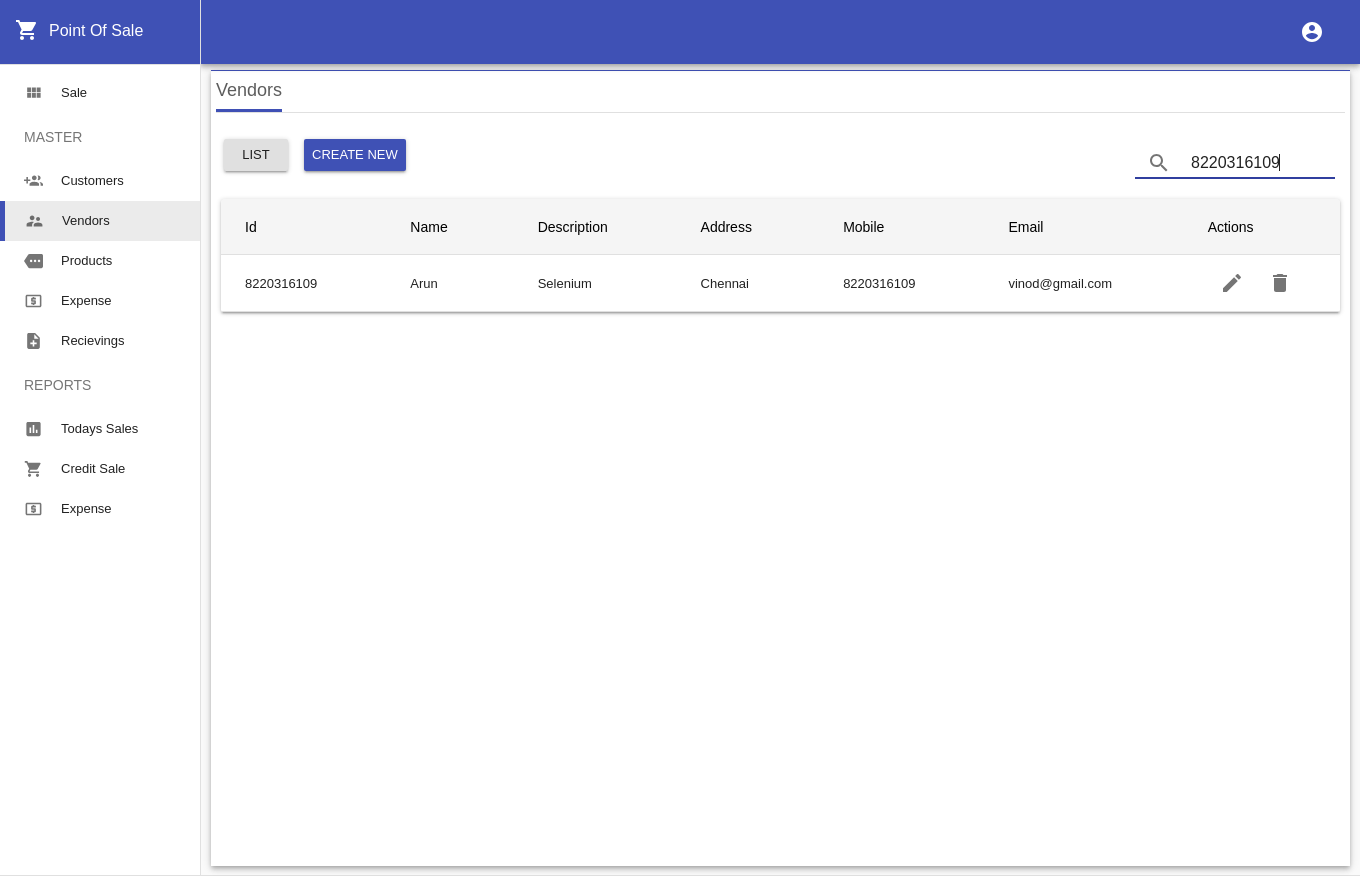 Point Of Sale
Sale
MASTER
Customers
Vendors
Products
Expense
Recievings
REPORTS
Todays Sales
Credit Sale
Expense
Vendors
LIST CREATE NEW 8220316109
Id Name Description Address Mobile Email Actions
8220316109 Arun Selenium Chennai 8220316109 vinod@gmail.com